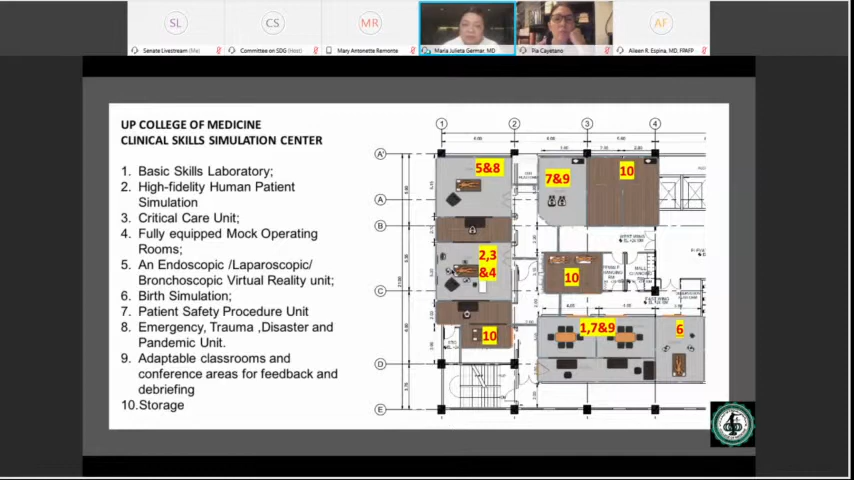 SL
CS
MR
AF
Senate Livestream (Me)
Committee on SDG (Host)
Mary Antonette Remonte
Maria Julieta Germar, MD
Pia Cayetano
Aileen R. Espina, MD, FPAFP
UP COLLEGE OF MEDICINE
CLINICAL SKILLS SIMULATION CENTER
1. Basic Skills Laboratory;
2. High-fidelity Human Patient
Simulation
3. Critical Care Unit;
4. Fully equipped Mock Operating
Rooms;
5. An Endoscopic /Laparoscopic/
Bronchoscopic Virtual Reality unit;
6. Birth Simulation;
7. Patient Safety Procedure Unit
8. Emergency, Trauma ,Disaster and
Pandemic Unit.
9. Adaptable classrooms and
conference areas for feedback and
debriefing
10.Storage
1
2
3
4
A'
A
B
C
D
E
5&8
7&9
10
2,3
&4
10
10
1,7&9
6